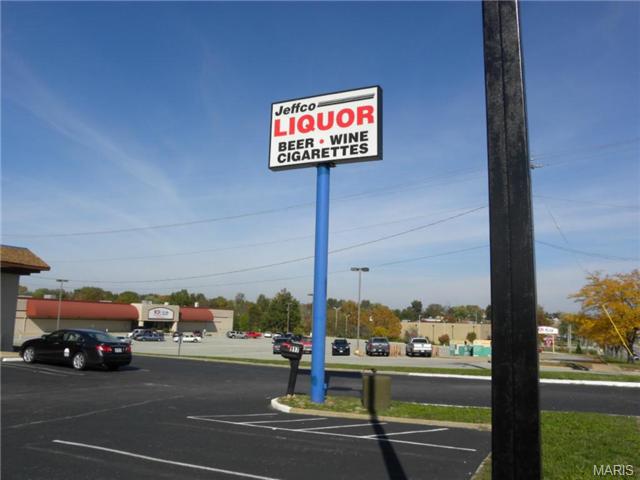 Jeffco
LIQUOR
BEER • WINE
CIGARETTES
MARIS